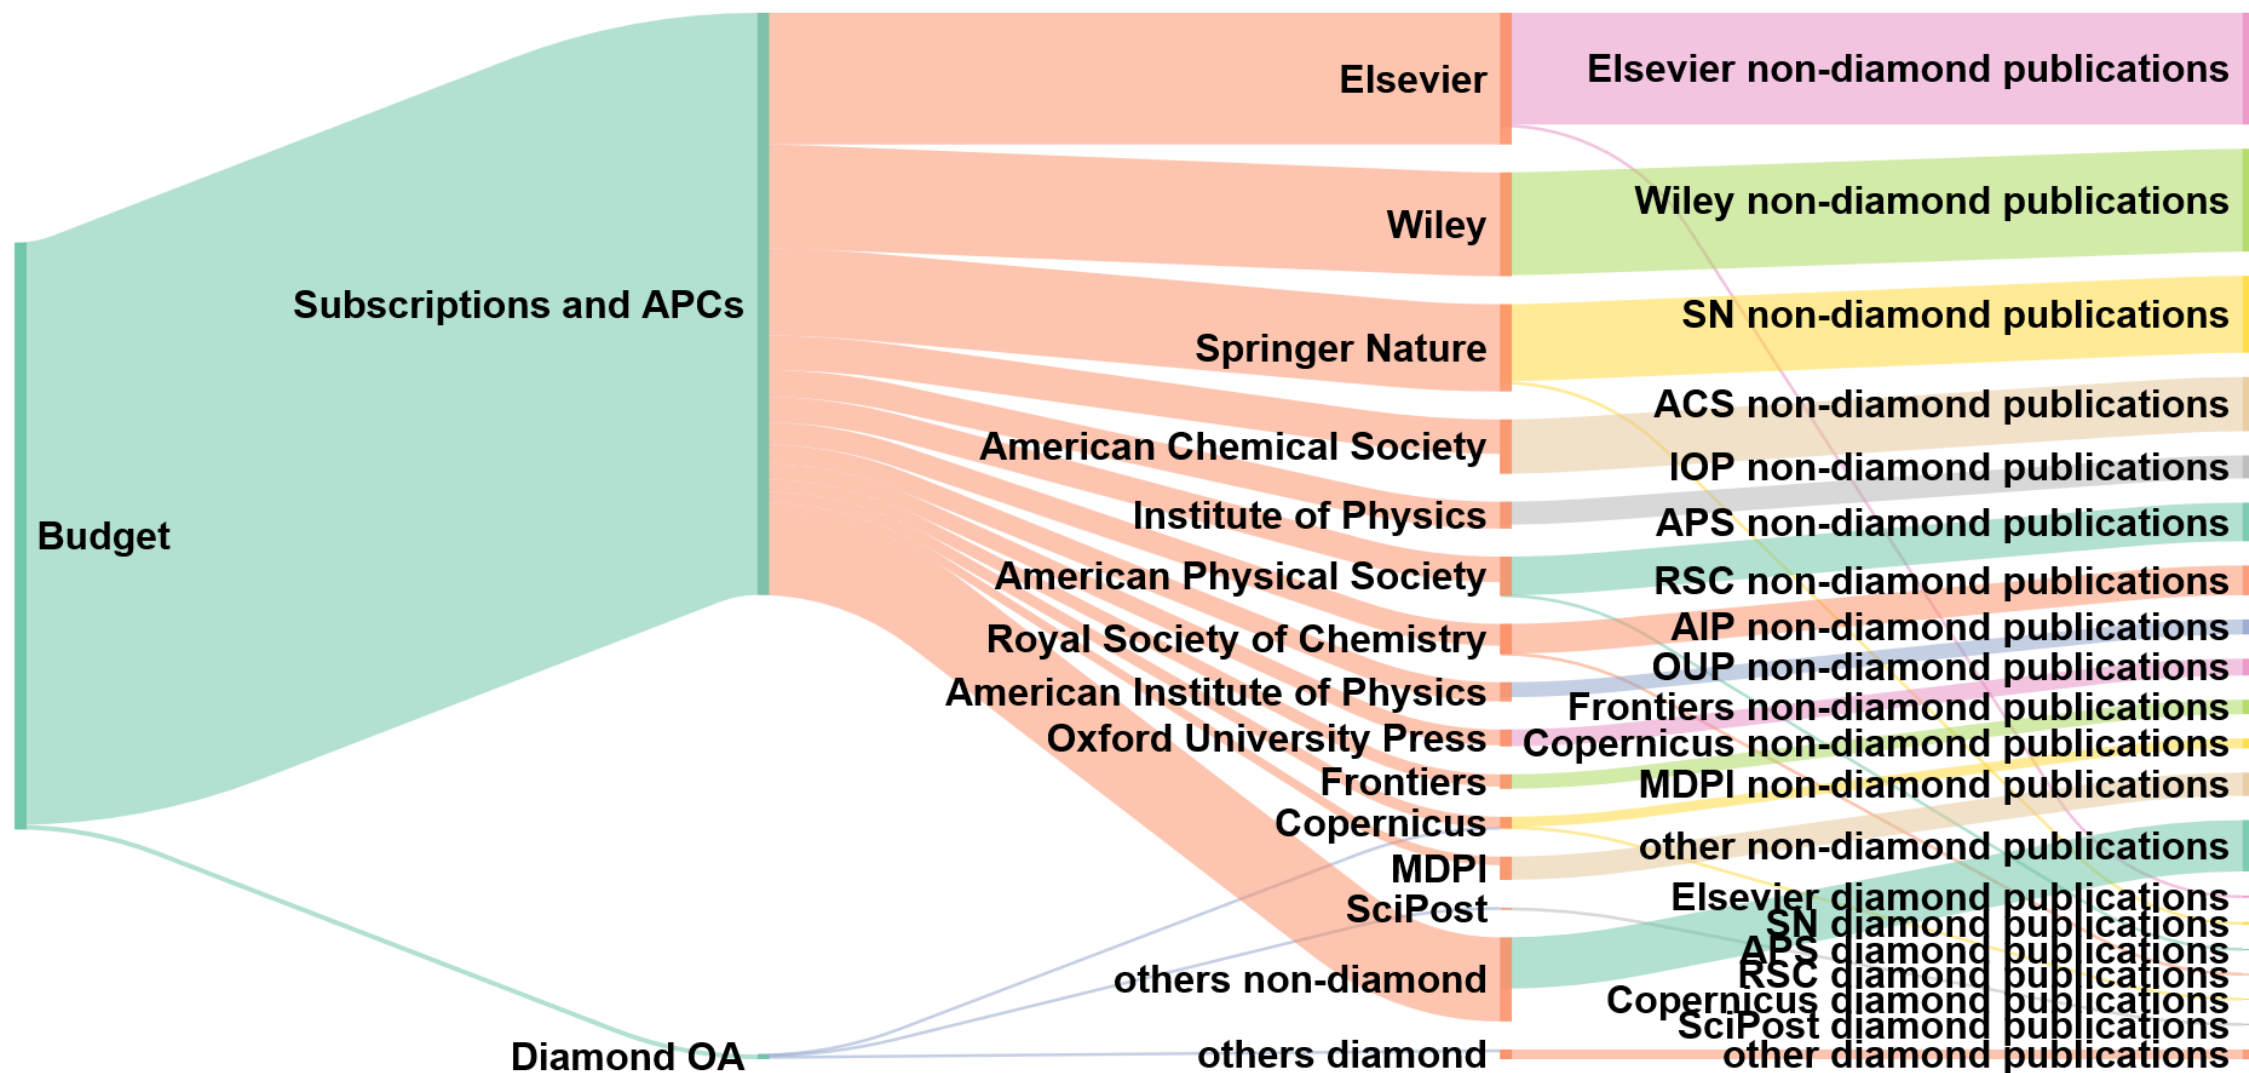 Budget
Subscriptions and APCs
Diamond OA
Elsevier
Wiley
Springer Nature
American Chemical Society
Institute of Physics
American Physical Society
Royal Society of Chemistry
American Institute of Physics
Oxford University Press
Frontiers
Copernicus
MDPI
SciPost
others non-diamond
others diamond
Elsevier non-diamond publications
Wiley non-diamond publications
SN non-diamond publications
ACS non-diamond publications
IOP non-diamond publications
APS non-diamond publications
RSC non-diamond publications
AIP non-diamond publications
OUP non-diamond publications
Frontiers non-diamond publications
Copernicus non-diamond publications
MDPI non-diamond publications
other non-diamond publications
Elsevier diamond publications
SN diamond publications
APS diamond publications
RSC diamond publications
Copernicus diamond publications
SciPost diamond publications
other diamond publications